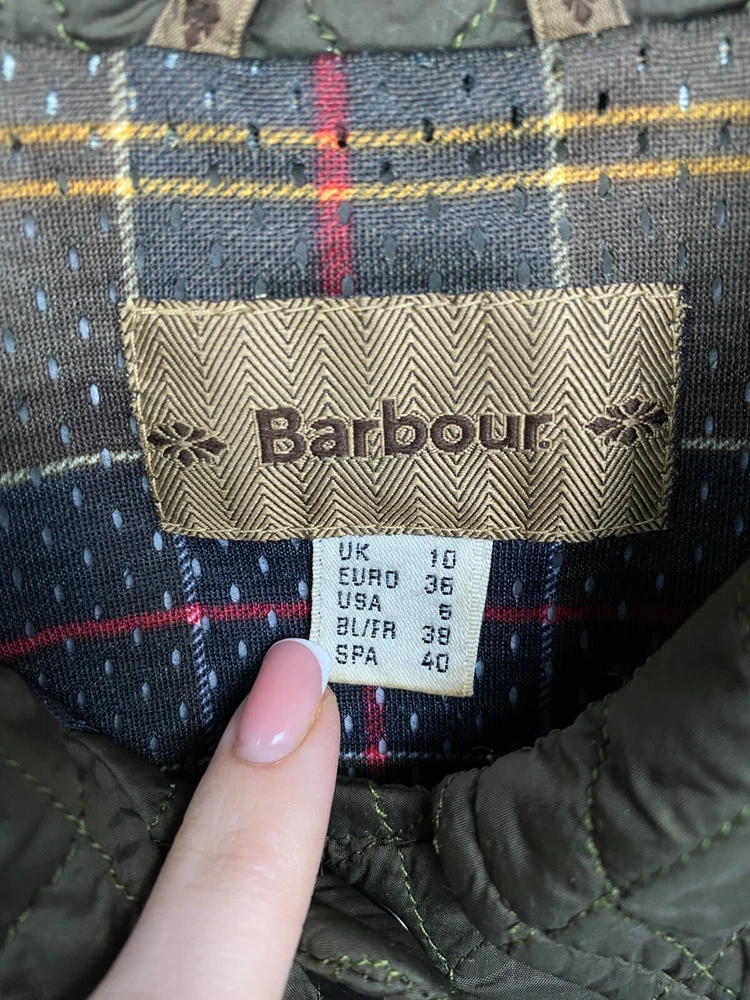 Barbour
UK 10
EURO 36
USA 6
BL/FR 38
SPA 40